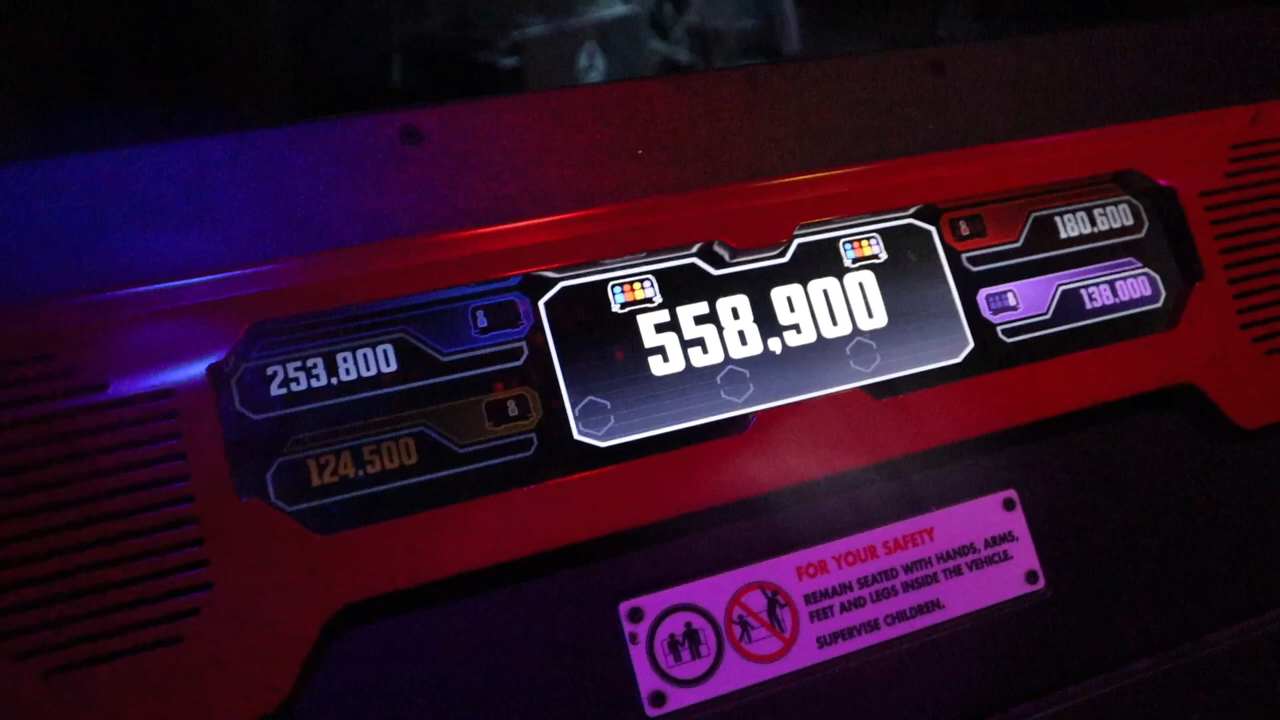 253,800
124,500
558,900
180,600
138,000
FOR YOUR SAFETY
REMAIN SEATED WITH HANDS, ARMS,
FEET AND LEGS INSIDE THE VEHICLE.
SUPERVISE CHILDREN.